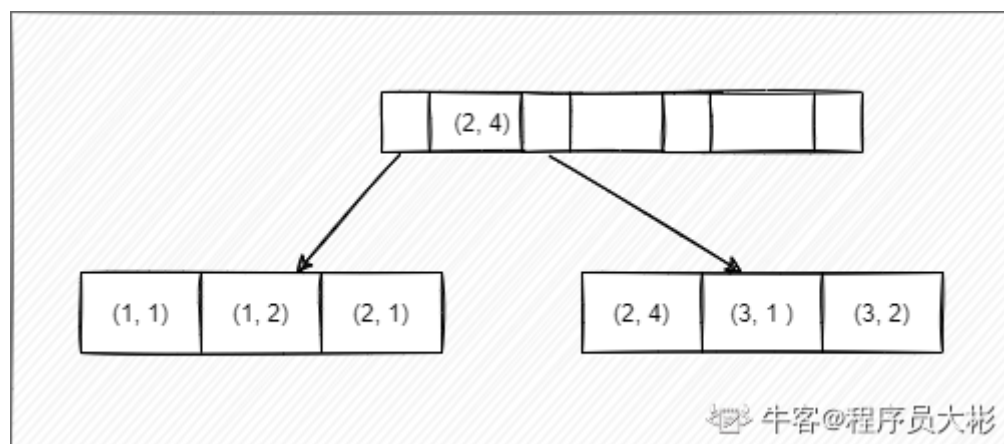 (2, 4)
(1, 1) (1, 2) (2, 1) (2, 4) (3, 1 ) (3, 2)
牛客@程序员大彬